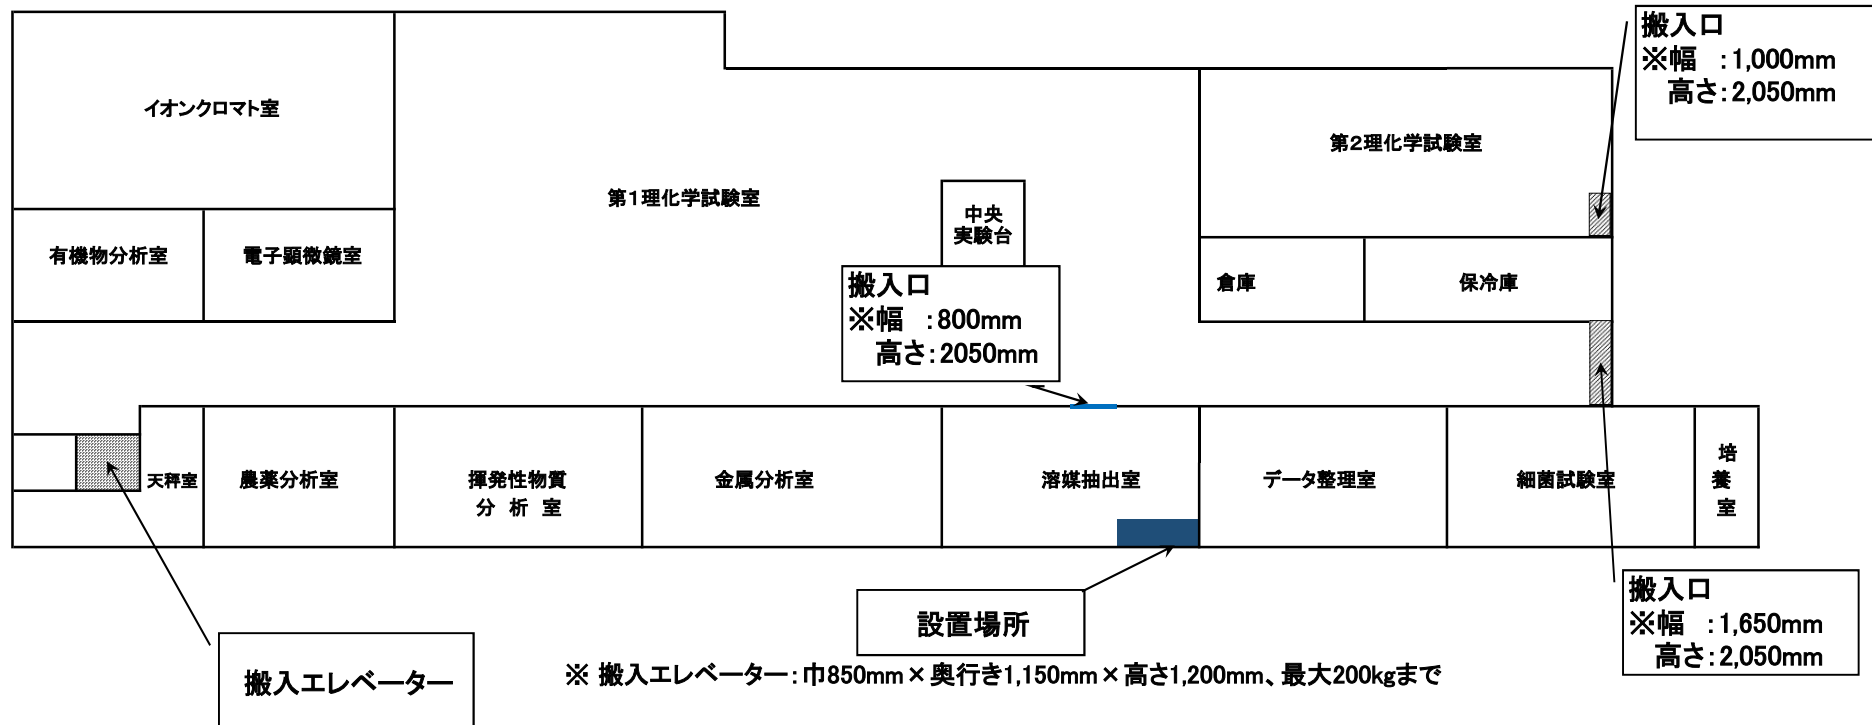 搬入口
※幅　：1,000mm
高さ：2,050mm
イオンクロマト室
第2理化学試験室
第1理化学試験室
中央
実験台
有機物分析室
電子顕微鏡室
倉庫
保冷庫
搬入口
※幅　：800mm
高さ：2050mm
天秤室
農薬分析室
揮発性物質
分　析　室
金属分析室
溶媒抽出室
データ整理室
細菌試験室
培
養
室
搬入口
※幅　：1,650mm
高さ：2,050mm
設置場所
搬入エレベーター
※ 搬入エレベーター：巾850mm×奥行き1,150mm×高さ1,200mm、最大200kgまで